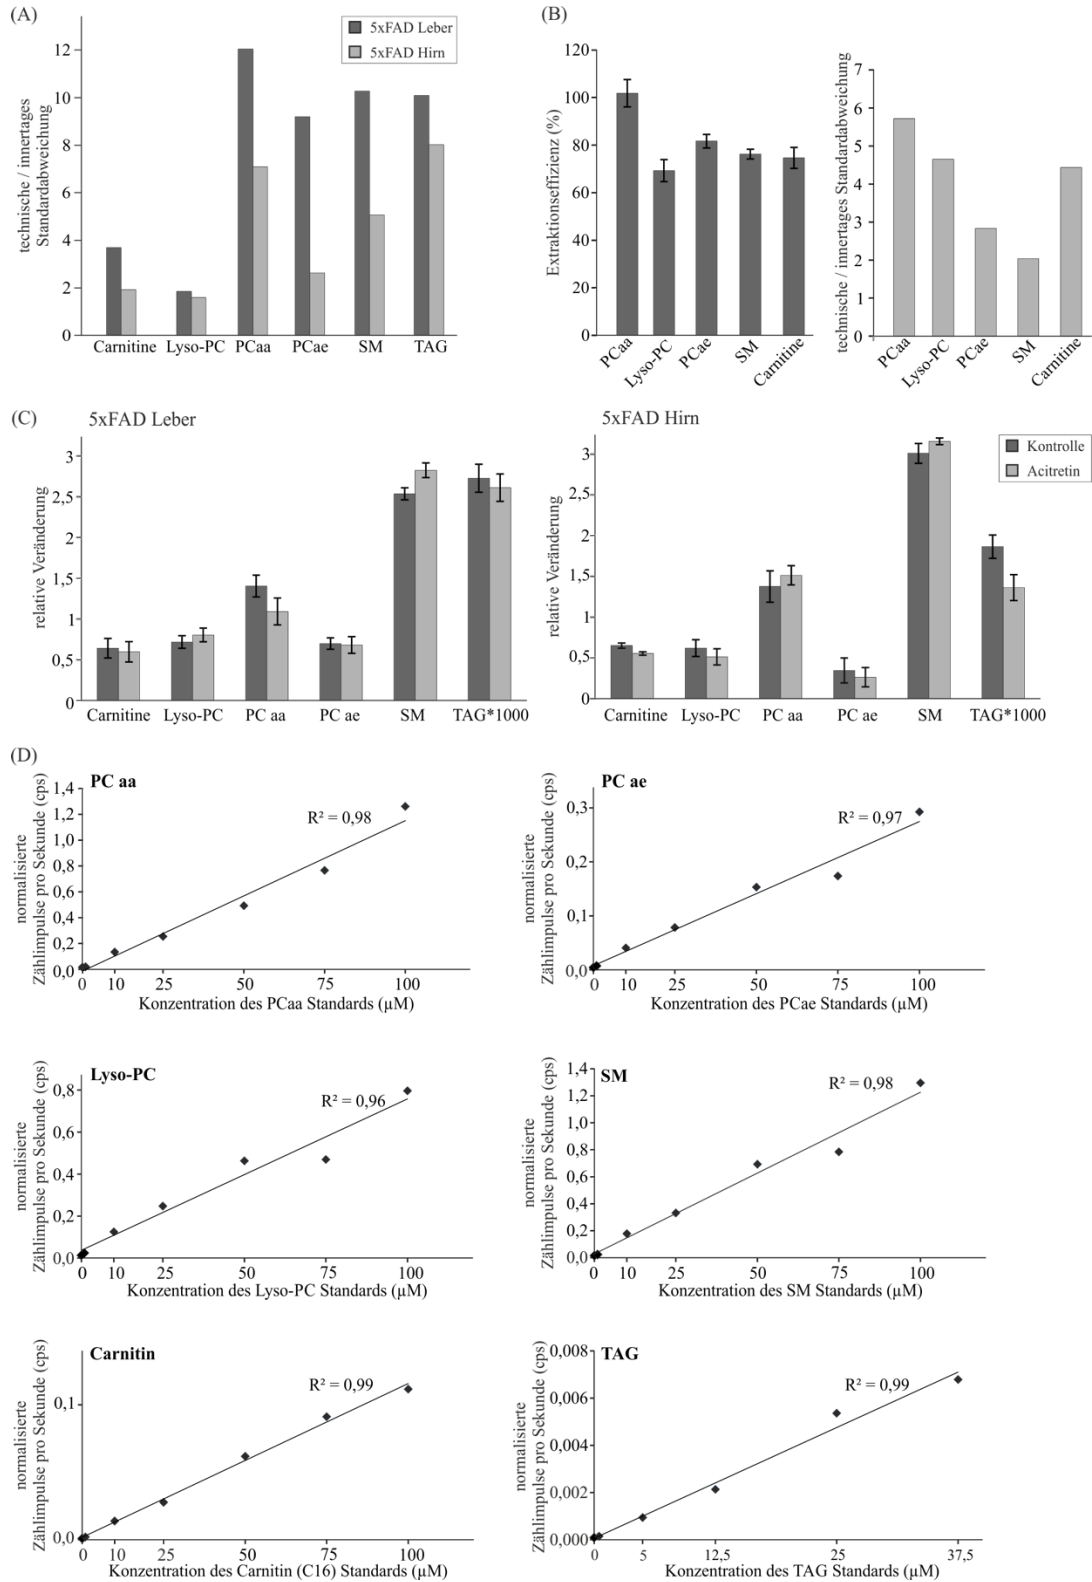 (A)
5xFAD Leber
5xFAD Hirn
technische / innertages
Standardabweichung
12
10
8
6
4
2
0
Carnitine Lyso-PC PCaa PCae SM TAG
(B)
Extraktionseffizienz (%)
120
100
80
60
40
20
0
PCaa Lyso-PC PCae SM Carnitine
technische / innertages Standardabweichung
7
6
5
4
3
2
1
0
PCaa Lyso-PC PCae SM Carnitine
(C)
5xFAD Leber
relative Veränderung
3
2,5
2
1,5
1
0,5
0
Carnitine Lyso-PC PC aa PC ae SM TAG*1000
5xFAD Hirn
Kontrolle
Acitretin
relative Veränderung
3
2,5
2
1,5
1
0,5
0
Carnitine Lyso-PC PC aa PC ae SM TAG*1000
(D)
PC aa
R² = 0,98
normalisierte
Zählimpulse pro Sekunde (cps)
1,4
1,2
1,0
0,8
0,6
0,4
0,2
0,0
0 10 25 50 75 100
Konzentration des PCaa Standards (µM)
PC ae
R² = 0,97
normalisierte
Zählimpulse pro Sekunde (cps)
0,3
0,2
0,1
0,0
0 10 25 50 75 100
Konzentration des PCae Standards (µM)
Lyso-PC
R² = 0,96
normalisierte
Zählimpulse pro Sekunde (cps)
0,8
0,6
0,4
0,2
0,0
0 10 25 50 75 100
Konzentration des Lyso-PC Standards (µM)
SM
R² = 0,98
normalisierte
Zählimpulse pro Sekunde (cps)
1,4
1,2
1,0
0,8
0,6
0,4
0,2
0,0
0 10 25 50 75 100
Konzentration des SM Standards (µM)
Carnitin
R² = 0,99
normalisierte
Zählimpulse pro Sekunde (cps)
0,1
0,0
0 10 25 50 75 100
Konzentration des Carnitin (C16) Standards (µM)
TAG
R² = 0,99
normalisierte
Zählimpulse pro Sekunde (cps)
0,008
0,006
0,004
0,002
0,000
0 5 12,5 25 37,5
Konzentration des TAG Standards (µM)